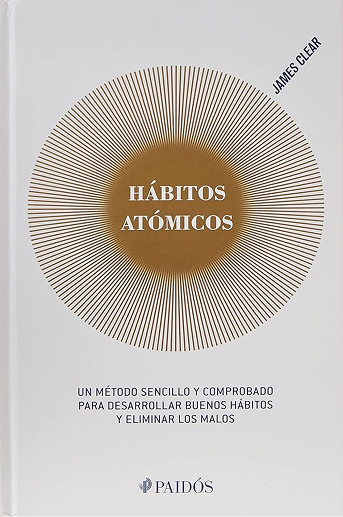 JAMES CLEAR
HÁBITOS
ATÓMICOS
UN MÉTODO SENCILLO Y COMPROBADO
PARA DESARROLLAR BUENOS HÁBITOS
Y ELIMINAR LOS MALOS
PAIDÓS